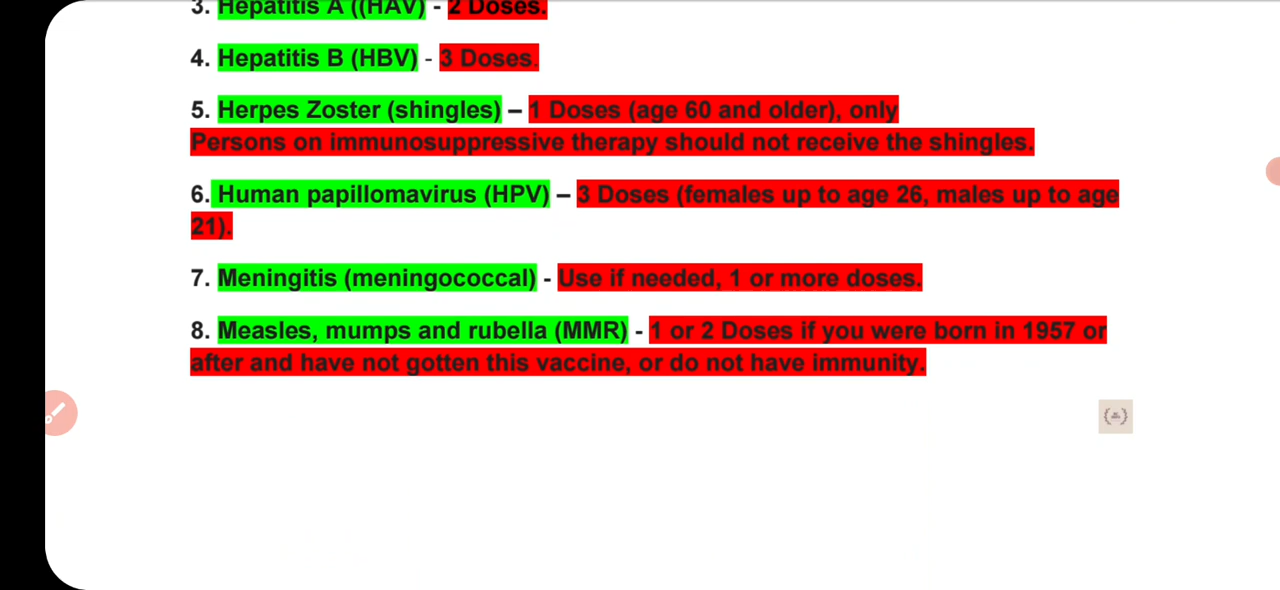 3. Hepatitis A ((HAV) - 2 Doses.
4. Hepatitis B (HBV) - 3 Doses.
5. Herpes Zoster (shingles) – 1 Doses (age 60 and older), only
Persons on immunosuppressive therapy should not receive the shingles.
6. Human papillomavirus (HPV) – 3 Doses (females up to age 26, males up to age
21).
7. Meningitis (meningococcal) - Use if needed, 1 or more doses.
8. Measles, mumps and rubella (MMR) - 1 or 2 Doses if you were born in 1957 or
after and have not gotten this vaccine, or do not have immunity.